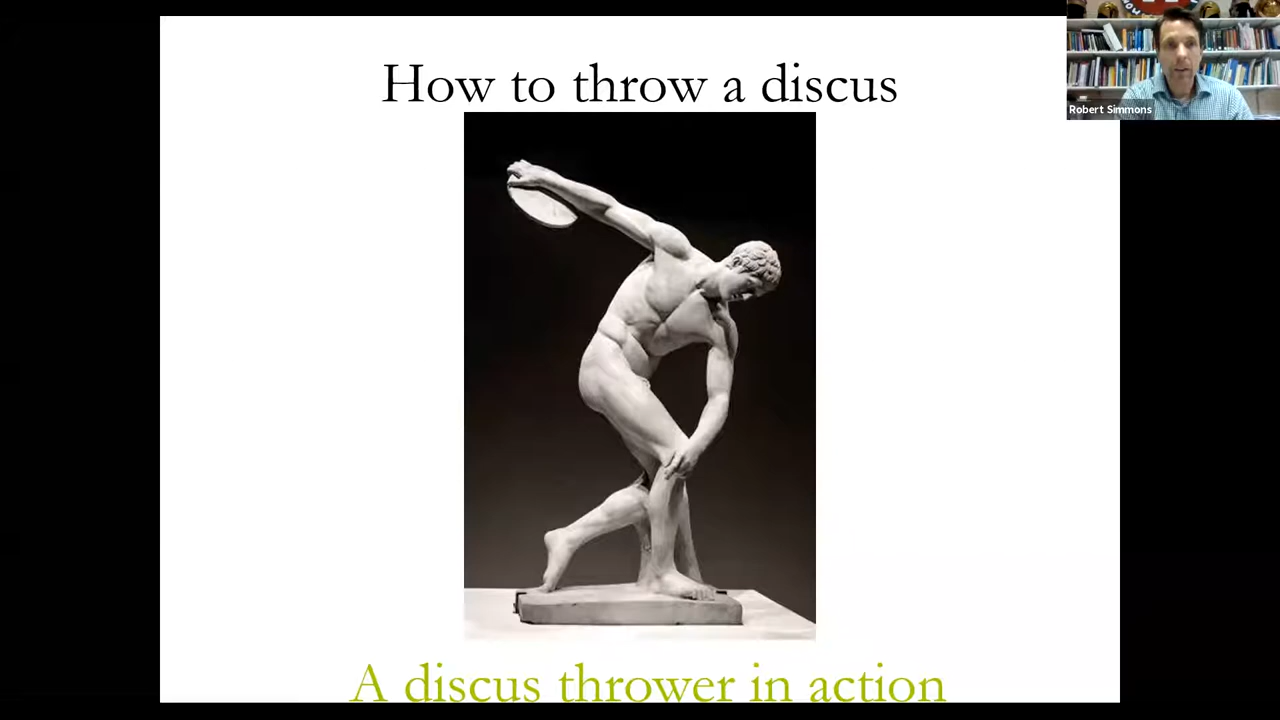 How to throw a discus
Robert Simmons
A discus thrower in action